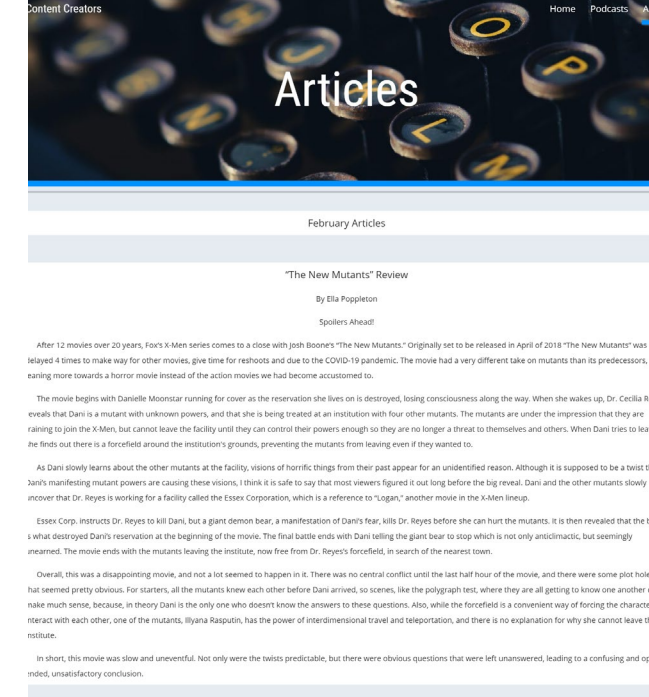 Content Creators
Home Podcasts A
Articles
February Articles
"The New Mutants" Review
By Ella Poppleton
Spoilers Ahead!
After 12 movies over 20 years, Fox's X-Men series comes to a close with Josh Boone's "The New Mutants." Originally set to be released in April of 2018 "The New Mutants" was
delayed 4 times to make way for other movies, give time for reshoots and due to the COVID-19 pandemic. The movie had a very different take on mutants than its predecessors,
eaning more towards a horror movie instead of the action movies we had become accustomed to.
The movie begins with Danielle Moonstar running for cover as the reservation she lives on is destroyed, losing consciousness along the way. When she wakes up, Dr. Cecilia R
eveals that Dani is a mutant with unknown powers, and that she is being treated at an institution with four other mutants. The mutants are under the impression that they are
raining to join the X-Men, but cannot leave the facility until they can control their powers enough so they are no longer a threat to themselves and others. When Dani tries to lea
she finds out there is a forcefield around the institution's grounds, preventing the mutants from leaving even if they wanted to.
As Dani slowly learns about the other mutants at the facility, visions of horrific things from their past appear for an unidentified reason. Although it is supposed to be a twist t
Dani's manifesting mutant powers are causing these visions, I think it is safe to say that most viewers figured it out long before the big reveal. Dani and the other mutants slowly
uncover that Dr. Reyes is working for a facility called the Essex Corporation, which is a reference to "Logan," another movie in the X-Men lineup.
Essex Corp. instructs Dr. Reyes to kill Dani, but a giant demon bear, a manifestation of Dani's fear, kills Dr. Reyes before she can hurt the mutants. It is then revealed that the b
s what destroyed Dani's reservation at the beginning of the movie. The final battle ends with Dani telling the giant bear to stop which is not only anticlimactic, but seemingly
unearned. The movie ends with the mutants leaving the institute, now free from Dr. Reyes's forcefield, in search of the nearest town.
Overall, this was a disappointing movie, and not a lot seemed to happen in it. There was no central conflict until the last half hour of the movie, and there were some plot hole
hat seemed pretty obvious. For starters, all the mutants knew each other before Dani arrived, so scenes, like the polygraph test, where they are all getting to know one another
make much sense, because, in theory Dani is the only one who doesn't know the answers to these questions. Also, while the forcefield is a convenient way of forcing the characte
nteract with each other, one of the mutants, Illyana Rasputin, has the power of interdimensional travel and teleportation, and there is no explanation for why she cannot leave th
nstitute.
In short, this movie was slow and uneventful. Not only were the twists predictable, but there were obvious questions that were left unanswered, leading to a confusing and op
ended, unsatisfactory conclusion.